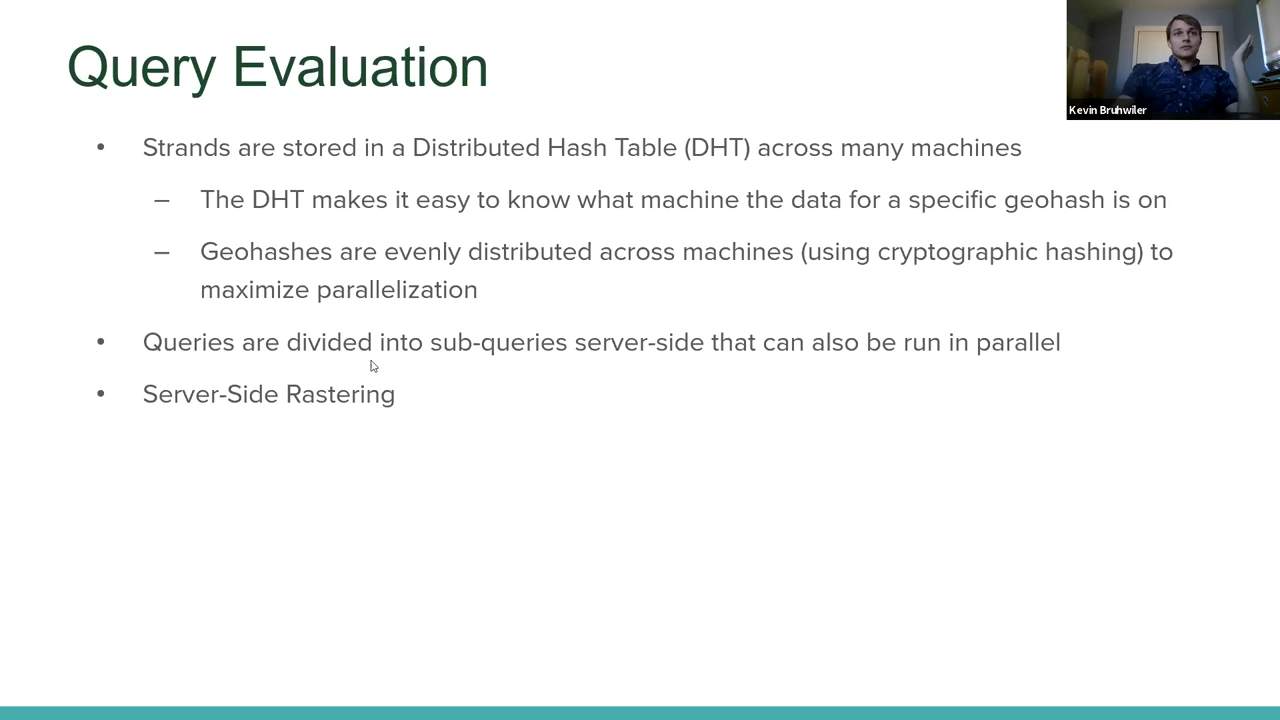 Query Evaluation
Kevin Bruhwiler
• Strands are stored in a Distributed Hash Table (DHT) across many machines
– The DHT makes it easy to know what machine the data for a specific geohash is on
– Geohashes are evenly distributed across machines (using cryptographic hashing) to
maximize parallelization
• Queries are divided into sub-queries server-side that can also be run in parallel
• Server-Side Rastering